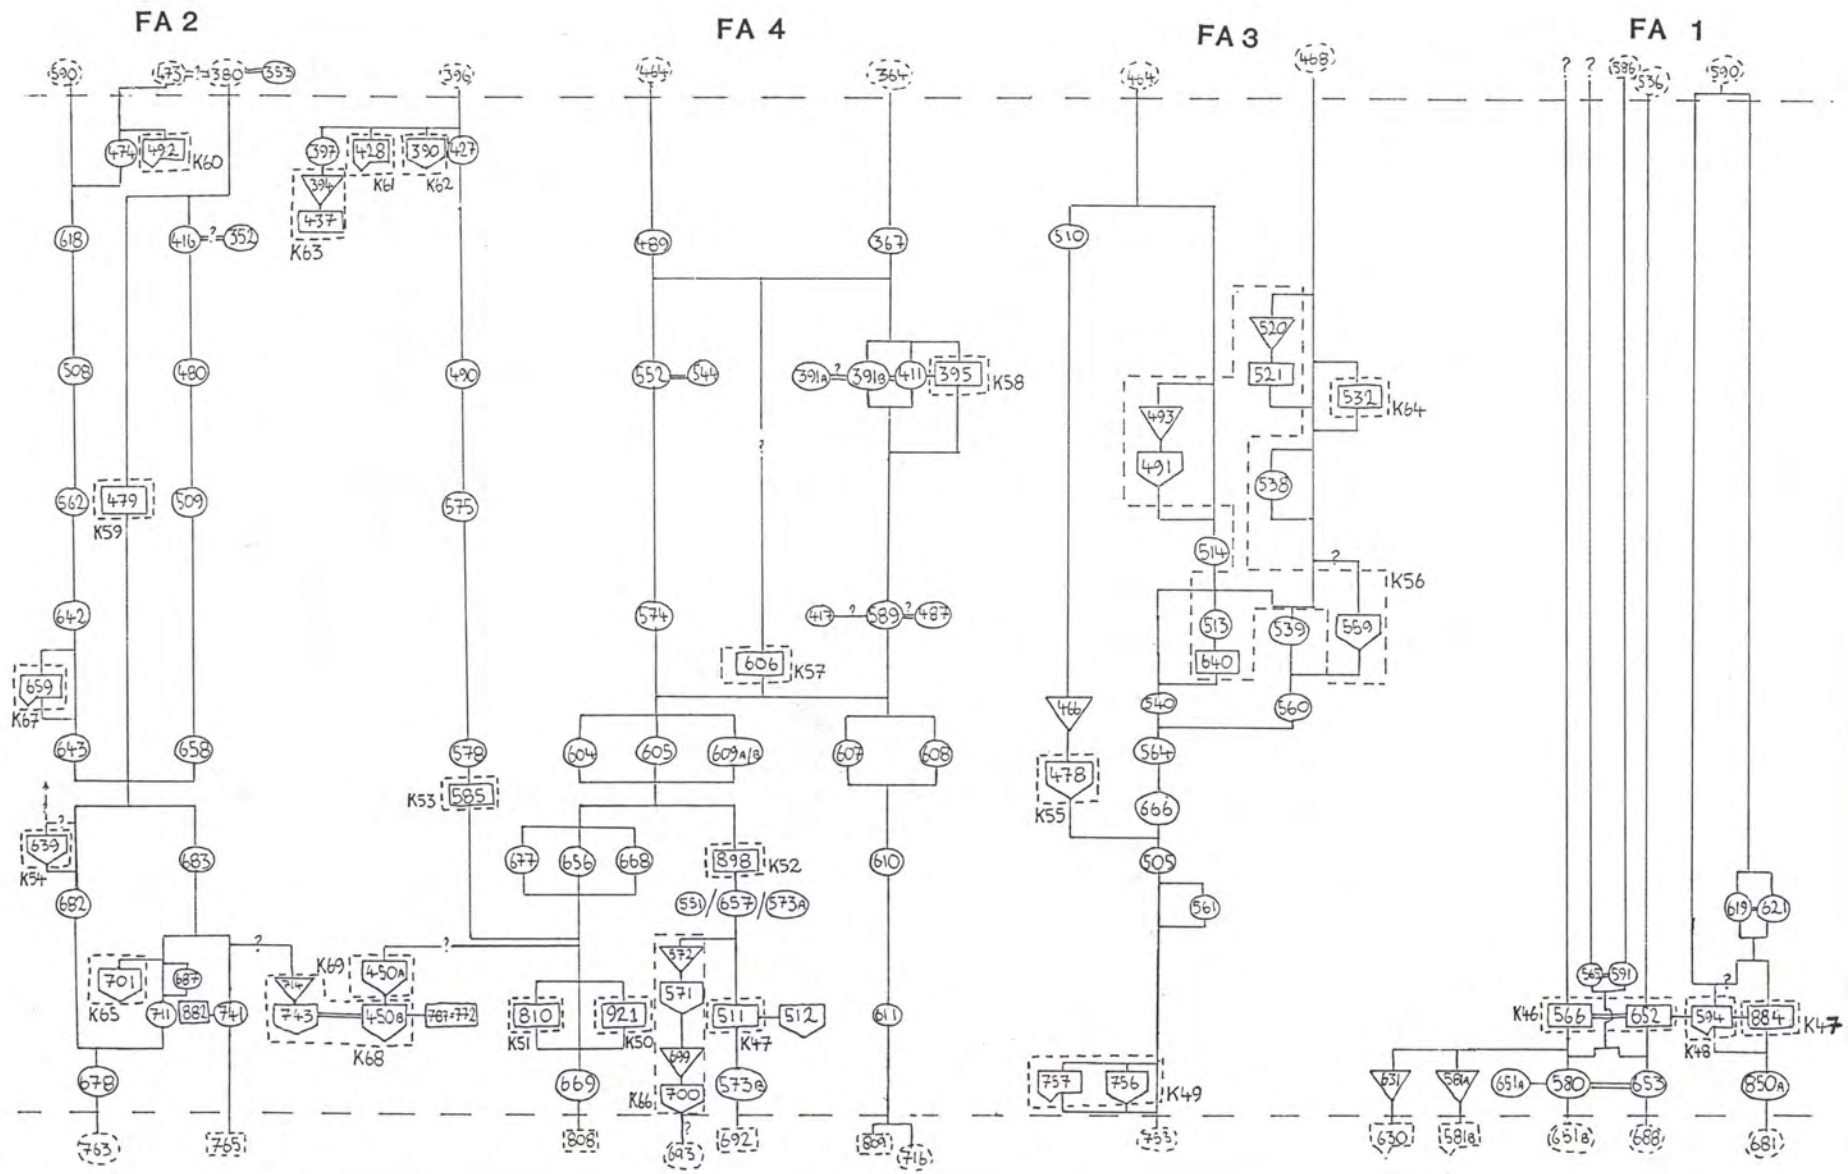 FA 2 FA 4 FA 3 FA 1
590 473 = ? = 380 353 396 464 364 464 468 ? ? 586 536 590
474 492 K60 397 428 K61 390 K62 427
394 437 K63
618 416 = ? = 352 489 367 510
508 480 490 552 544 391A ? 391B 411 395 K58 520 521 532 K64
493 491
562 479 K59 509 575 ? 538
514 ? K56
642 574 417 ? 589 ? 487 513 539 559
659 K67 606 K57 640
466 540 560
643 658 578 604 605 609A/B 607 608 564
K53 585 478 K55
? 666
? 639 K54 683 677 656 668 898 K52 610 505
682 551 / 657 / 573A 561 619 621
? ? 572
701 K65 687 K69 714 450A 571 565 591 ?
711 882 741 743 450B 787=772 810 K51 921 K50 511 512 K47 611 K46 566 652 594 884 K47
K68 699 K48
678 669 K66 700 573B 757 756 K49 631 581A 651A 580 653 850A
763 765 808 ? 693 692 809 716 753 630 581B 651B 688 681